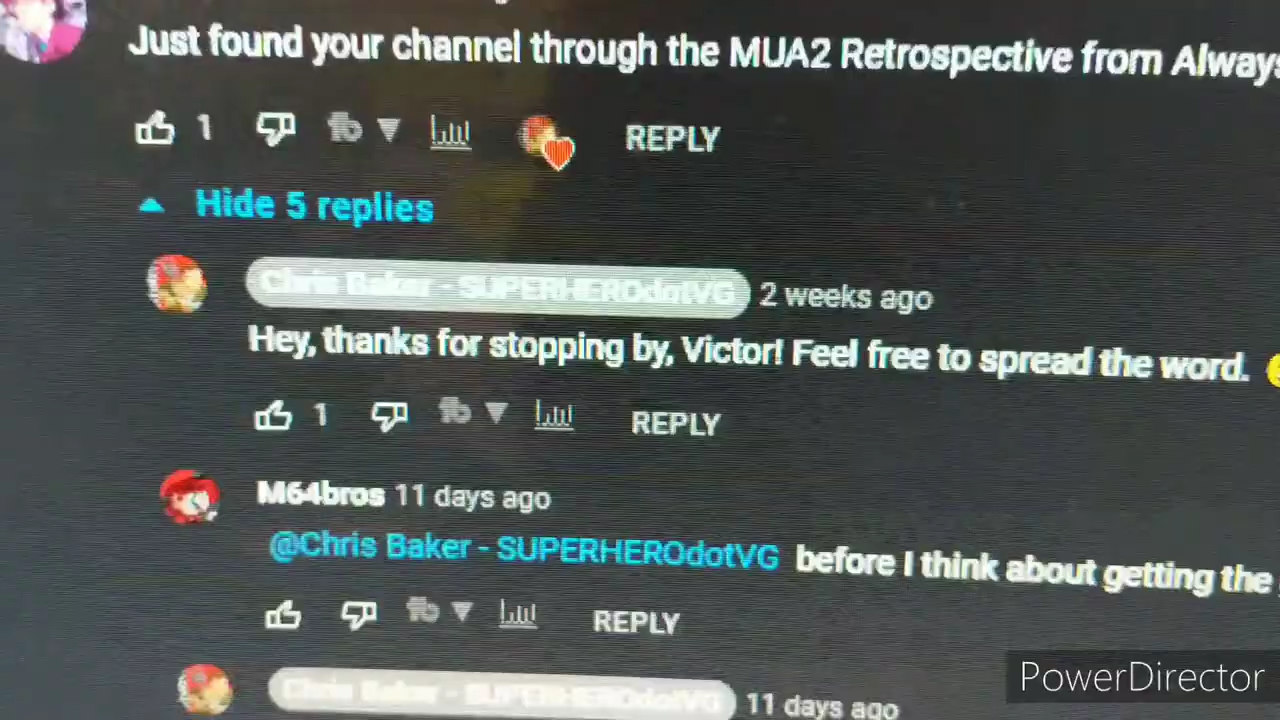 Just found your channel through the MUA2 Retrospective from Always
1
REPLY
Hide 5 replies
Chris Baker - SUPERHEROdotVG 2 weeks ago
Hey, thanks for stopping by, Victor! Feel free to spread the word.
1
REPLY
M64bros 11 days ago
@Chris Baker - SUPERHEROdotVG before I think about getting the
REPLY
Chris Baker - SUPERHEROdotVG 11 days ago
PowerDirector